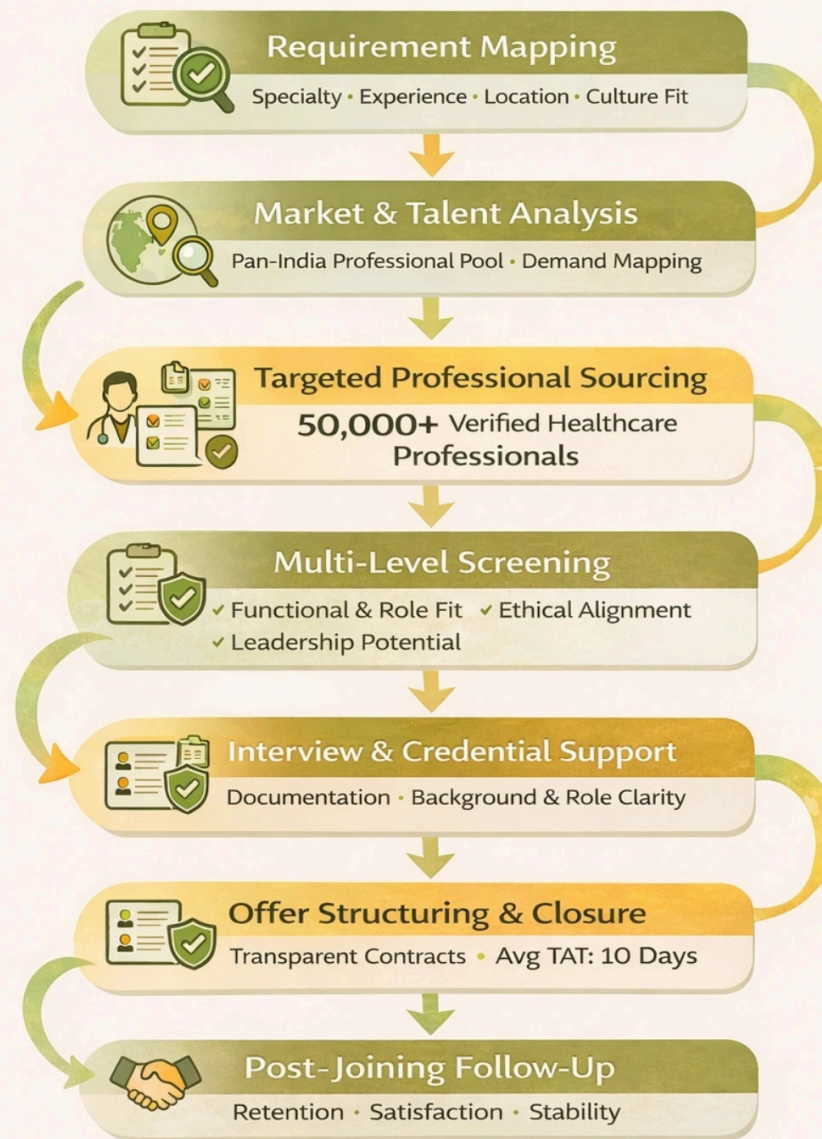 Requirement Mapping
Specialty • Experience • Location • Culture Fit
Market & Talent Analysis
Pan-India Professional Pool • Demand Mapping
Targeted Professional Sourcing
50,000+ Verified Healthcare
Professionals
Multi-Level Screening
✓ Functional & Role Fit ✓ Ethical Alignment
✓ Leadership Potential
Interview & Credential Support
Documentation • Background & Role Clarity
Offer Structuring & Closure
Transparent Contracts • Avg TAT: 10 Days
Post-Joining Follow-Up
Retention • Satisfaction • Stability